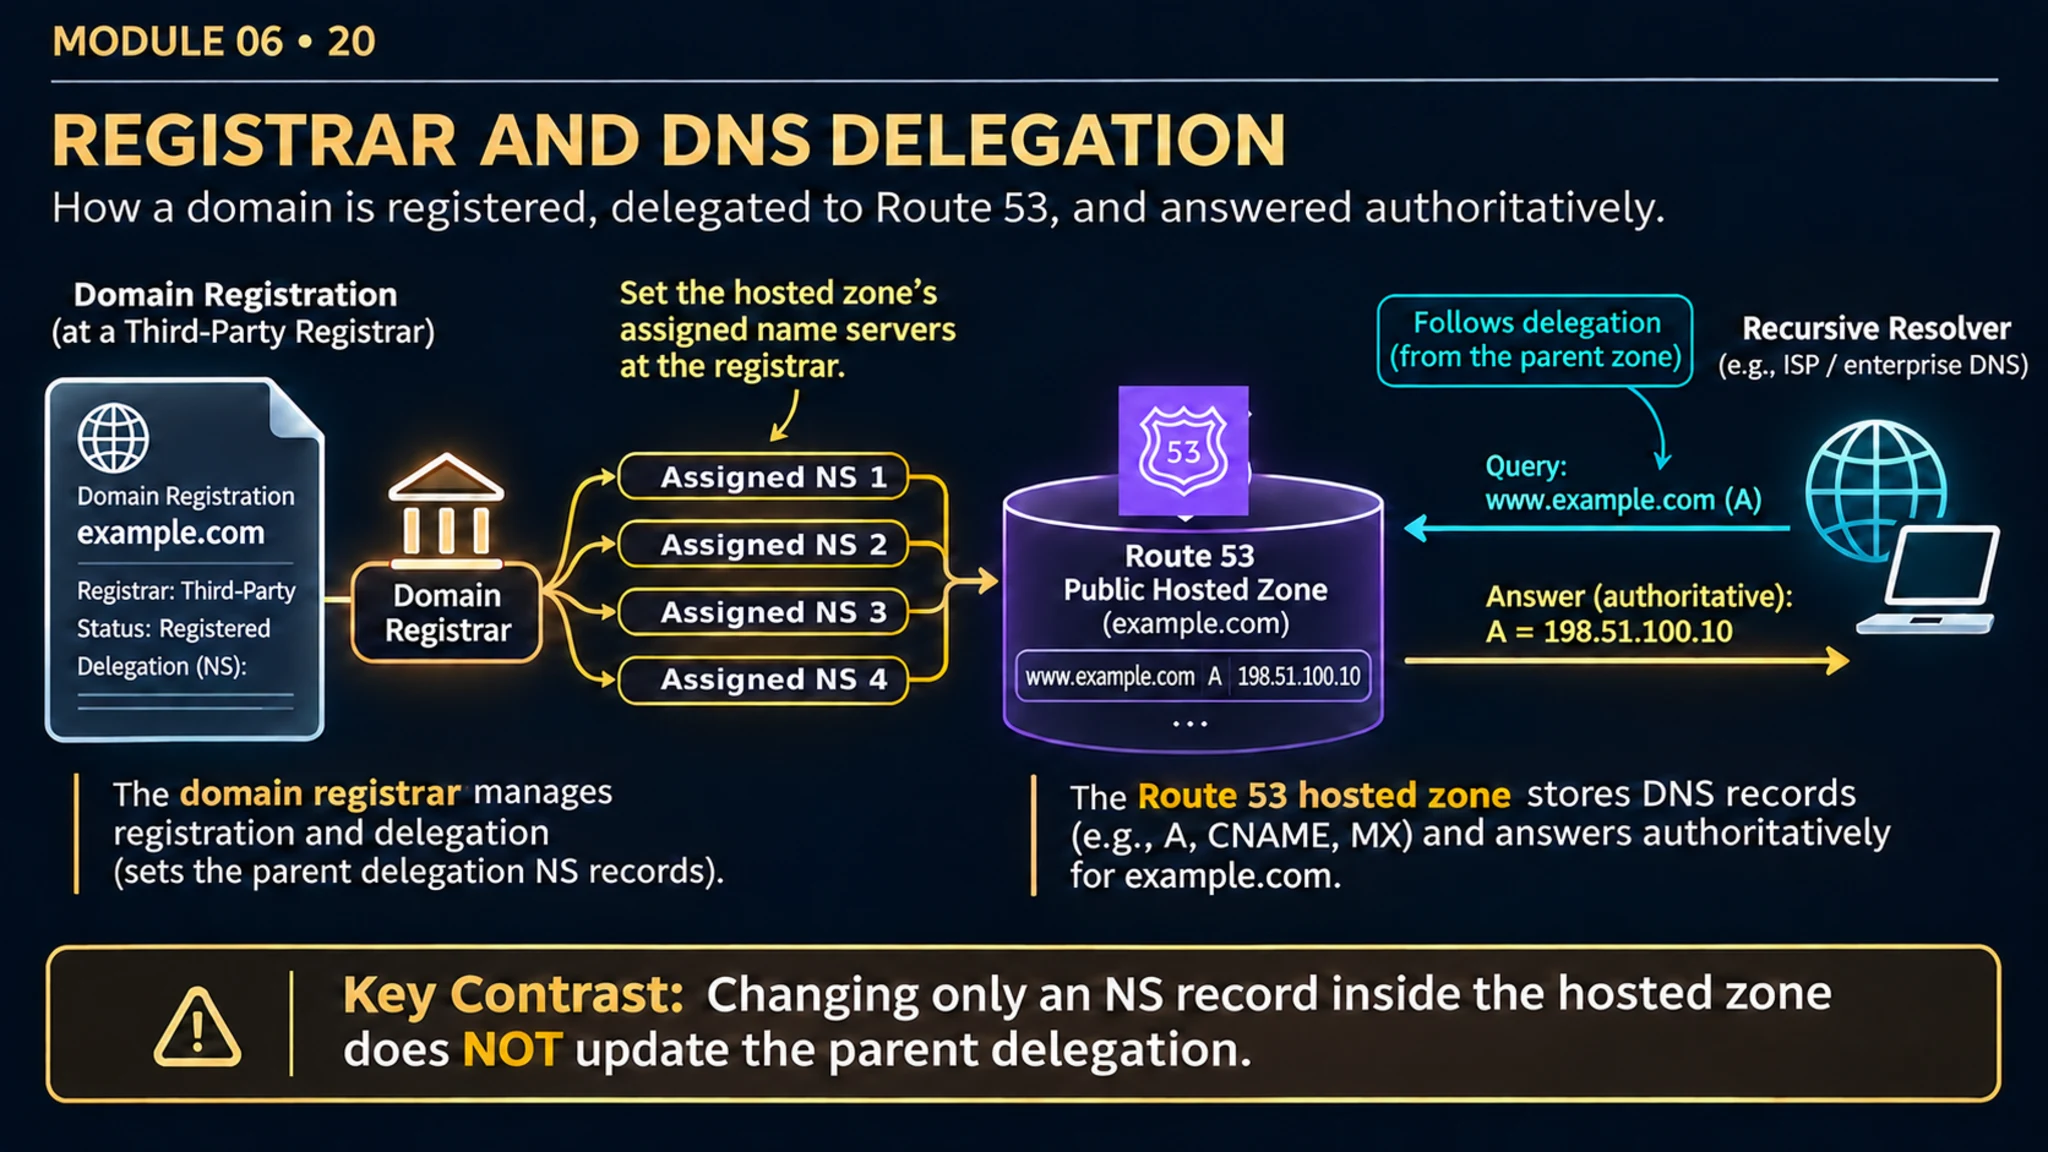 MODULE 06 • 20
REGISTRAR AND DNS DELEGATION
How a domain is registered, delegated to Route 53, and answered authoritatively.
Domain Registration
(at a Third-Party Registrar)
Domain Registration
example.com
Registrar: Third-Party
Status: Registered
Delegation (NS):
Domain
Registrar
Set the hosted zone’s
assigned name servers
at the registrar.
Assigned NS 1
Assigned NS 2
Assigned NS 3
Assigned NS 4
53
Route 53
Public Hosted Zone
(example.com)
www.example.com A 198.51.100.10
...
Follows delegation
(from the parent zone)
Recursive Resolver
(e.g., ISP / enterprise DNS)
Query:
www.example.com (A)
Answer (authoritative):
A = 198.51.100.10
The domain registrar manages
registration and delegation
(sets the parent delegation NS records).
The Route 53 hosted zone stores DNS records
(e.g., A, CNAME, MX) and answers authoritatively
for example.com.
Key Contrast: Changing only an NS record inside the hosted zone
does NOT update the parent delegation.